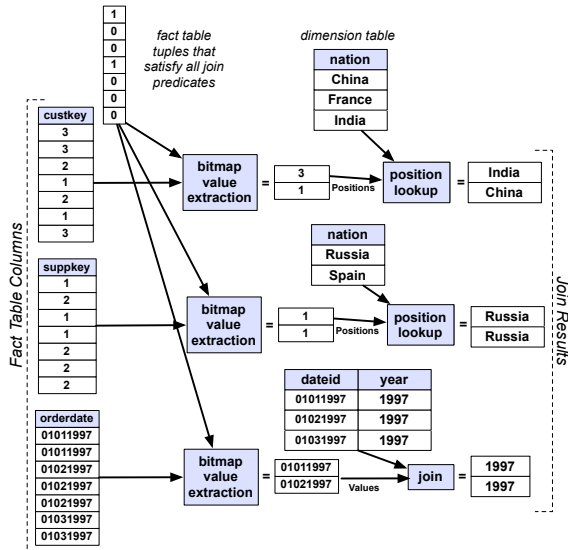 1
0
0
1
0
0
0
fact table
tuples that
satisfy all join
predicates
dimension table
nation
China
France
India
Fact Table Columns
custkey
3
3
2
1
2
1
3
bitmap
value
extraction
=
3
1
Positions
position
lookup
=
India
China
suppkey
1
2
1
1
2
2
2
bitmap
value
extraction
=
1
1
Positions
nation
Russia
Spain
position
lookup
=
Russia
Russia
Join Results
orderdate
01011997
01011997
01021997
01021997
01021997
01031997
01031997
bitmap
value
extraction
=
01011997
01021997
Values
dateid year
01011997 1997
01021997 1997
01031997 1997
join
=
1997
1997